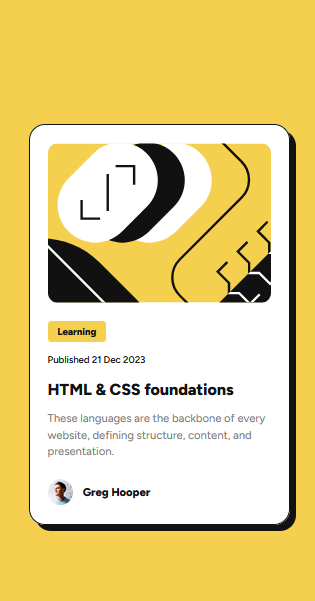 Learning
Published 21 Dec 2023
HTML & CSS foundations
These languages are the backbone of every
website, defining structure, content, and
presentation.
Greg Hooper